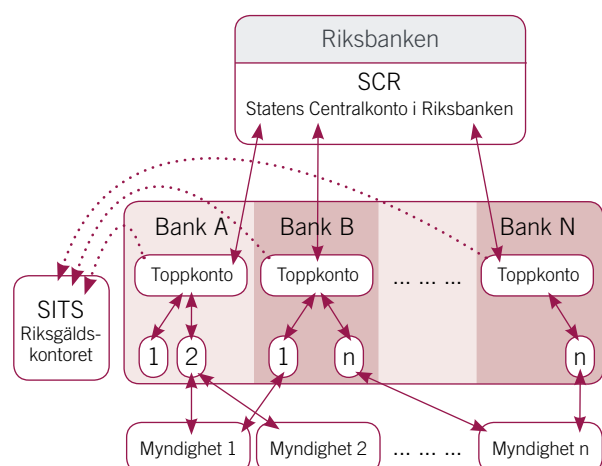 Riksbanken
SCR
Statens Centralkonto i Riksbanken
Bank A
Bank B
Bank N
Toppkonto
Toppkonto
... ... ...
Toppkonto
SITS
Riksgälds-
kontoret
1
2
1
n
n
Myndighet 1
Myndighet 2
... ... ...
Myndighet n